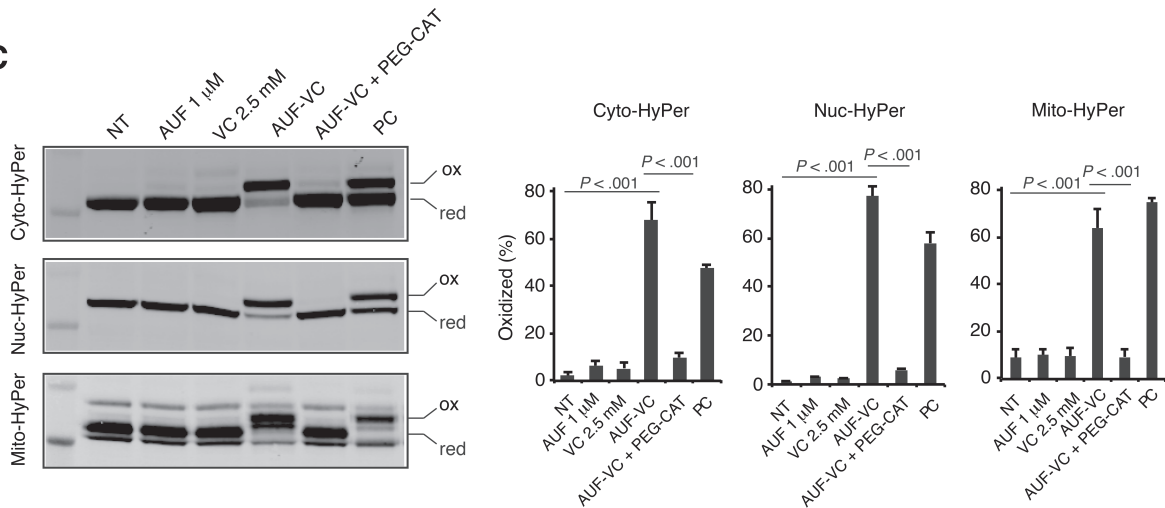 C
NT
AUF 1 μM
VC 2.5 mM
AUF-VC
AUF-VC + PEG-CAT
PC
Cyto-HyPer
ox
red
Nuc-HyPer
ox
red
Mito-HyPer
ox
red
Cyto-HyPer
P < .001
P < .001
Oxidized (%)
80
60
40
20
0
NT
AUF 1 μM
VC 2.5 mM
AUF-VC
AUF-VC + PEG-CAT
PC
Nuc-HyPer
P < .001
P < .001
80
60
40
20
0
NT
AUF 1 μM
VC 2.5 mM
AUF-VC
AUF-VC + PEG-CAT
PC
Mito-HyPer
P < .001
P < .001
80
60
40
20
0
NT
AUF 1 μM
VC 2.5 mM
AUF-VC
AUF-VC + PEG-CAT
PC